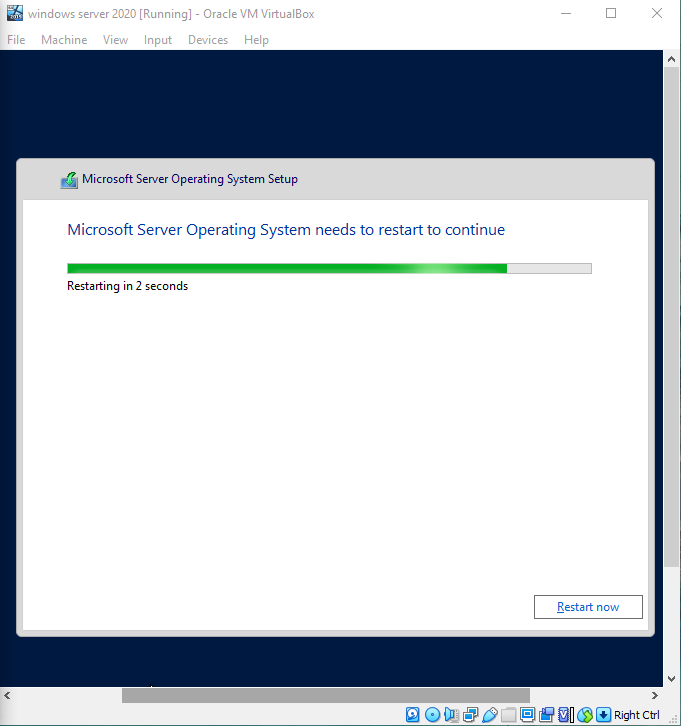 windows server 2020 [Running] - Oracle VM VirtualBox
File Machine View Input Devices Help
Microsoft Server Operating System Setup
Microsoft Server Operating System needs to restart to continue
Restarting in 2 seconds
Restart now
Right Ctrl